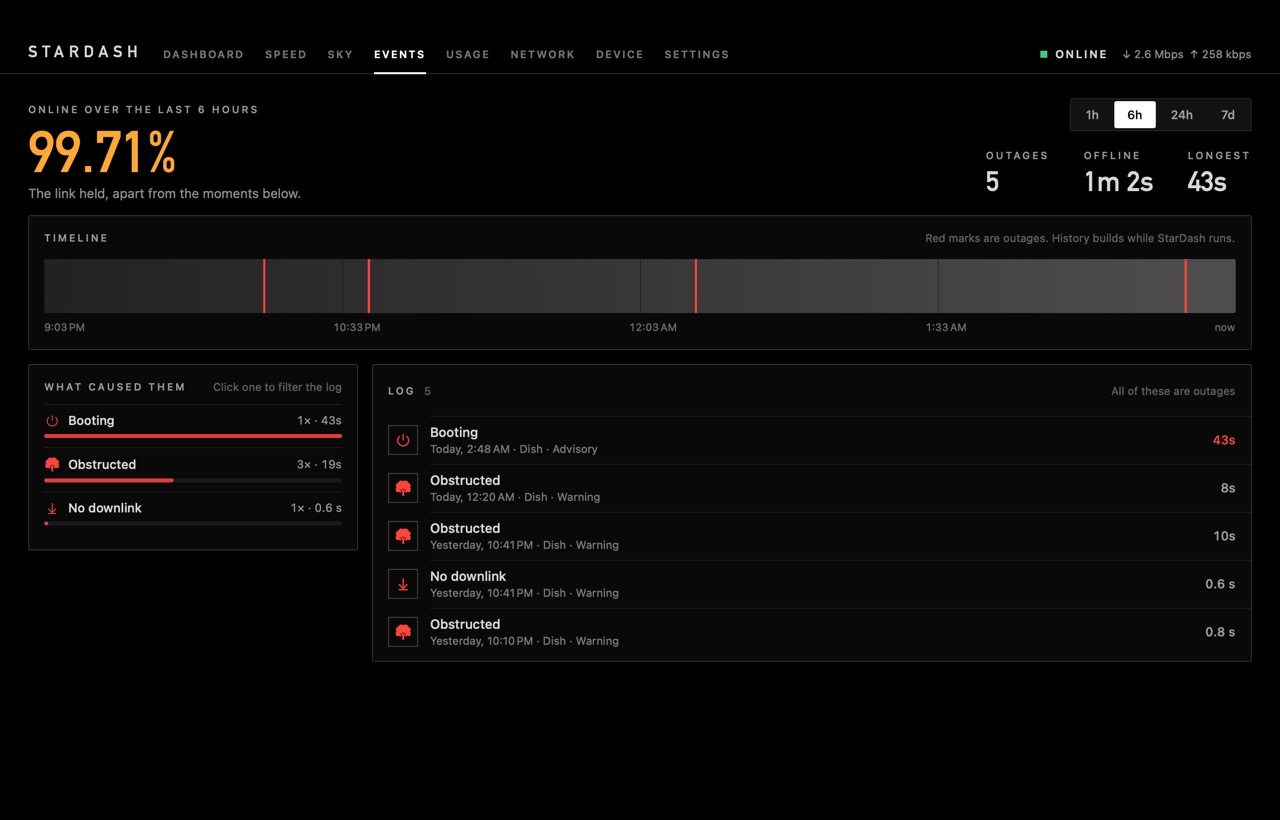 STARDASH DASHBOARD SPEED SKY EVENTS USAGE NETWORK DEVICE SETTINGS ONLINE ↓ 2.6 Mbps ↑ 258 kbps
ONLINE OVER THE LAST 6 HOURS
99.71%
The link held, apart from the moments below.
1h 6h 24h 7d
OUTAGES OFFLINE LONGEST
5 1m 2s 43s
TIMELINE Red marks are outages. History builds while StarDash runs.
9:03 PM 10:33 PM 12:03 AM 1:33 AM now
WHAT CAUSED THEM Click one to filter the log
Booting 1× · 43s
Obstructed 3× · 19s
No downlink 1× · 0.6 s
LOG 5 All of these are outages
Booting
Today, 2:48 AM · Dish · Advisory 43s
Obstructed
Today, 12:20 AM · Dish · Warning 8s
Obstructed
Yesterday, 10:41 PM · Dish · Warning 10s
No downlink
Yesterday, 10:41 PM · Dish · Warning 0.6 s
Obstructed
Yesterday, 10:10 PM · Dish · Warning 0.8 s